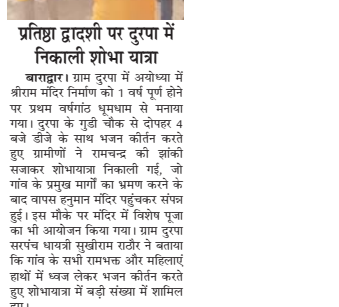 प्रतिष्ठा द्वादशी पर दुरपा में
निकाली शोभा यात्रा
बाराद्वार। ग्राम दुरपा में अयोध्या में
श्रीराम मंदिर निर्माण को 1 वर्ष पूर्ण होने
पर प्रथम वर्षगांठ धूमधाम से मनाया
गया। दुरपा के गुडी चौक से दोपहर 4
बजे डीजे के साथ भजन कीर्तन करते
हुए ग्रामीणों ने रामचन्द्र की झांकी
सजाकर शोभायात्रा निकाली गई, जो
गांव के प्रमुख मार्गों का भ्रमण करने के
बाद वापस हनुमान मंदिर पहुंचकर संपन्न
हुई। इस मौके पर मंदिर में विशेष पूजा
का भी आयोजन किया गया। ग्राम दुरपा
सरपंच धायत्री सुखीराम राठौर ने बताया
कि गांव के सभी रामभक्त और महिलाएं
हाथों में ध्वज लेकर भजन कीर्तन करते
हुए शोभायात्रा में बड़ी संख्या में शामिल
हुए।